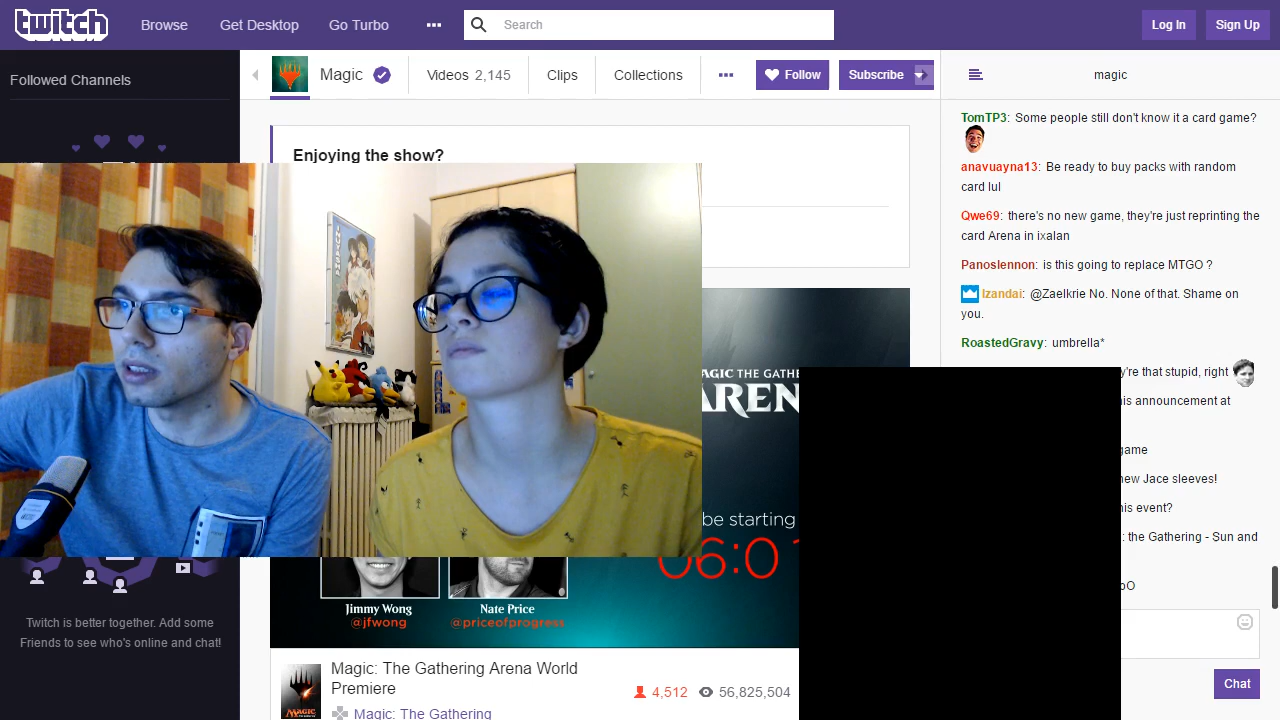 twitch
Browse
Get Desktop
Go Turbo
Search
Log In
Sign Up
Followed Channels
Magic
Videos 2,145
Clips
Collections
Follow
Subscribe
magic
Enjoying the show?
TomTP3: Some people still don't know it a card game?
anavuayna13: Be ready to buy packs with random
card lul
Qwe69: there's no new game, they're just reprinting the
card Arena in ixalan
Panoslennon: is this going to replace MTGO ?
Izandai: @Zaelkrie No. None of that. Shame on
you.
RoastedGravy: umbrella*
that stupid, right
announcement at
game
new Jace sleeves!
event?
: the Gathering - Sun and
INUYASHA
THE
be starting
06:0
Jimmy Wong
@jfwong
Nate Price
@priceofprogress
Twitch is better together. Add some
Friends to see who's online and chat!
Magic: The Gathering Arena World
Premiere
Magic: The Gathering
4,512
56,825,504
MAGIC
Chat